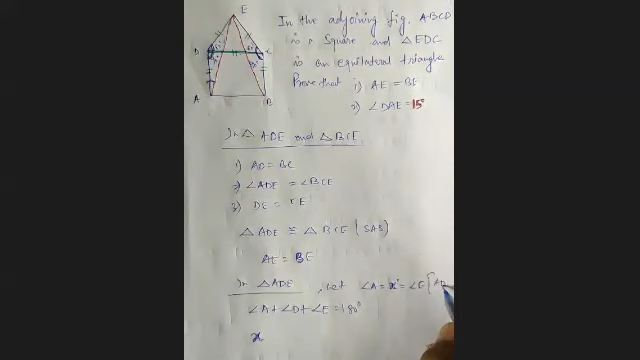 E
D C
A B
In the adjoining fig. ABCD
is a Square and △EDC
is an equilateral triangle
Prove that 1) AE = BE
2) ∠DAE = 15°
In △ ADE and △BCE
1) AD = BC
2) ∠ADE = ∠BCE
3) DE = CE
△ADE ≅ △BCE (SAS)
AE = BE
In △ADE , Let ∠A = x° = ∠E [AD
∠A + ∠D + ∠E = 180°
x